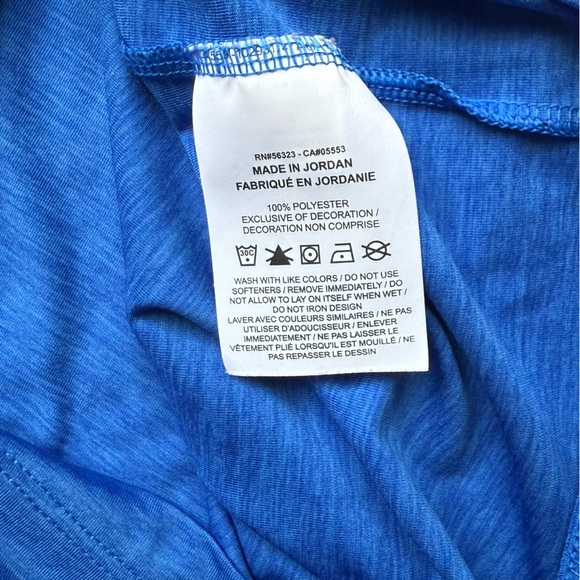 RN#56323 - CA#05553
MADE IN JORDAN
FABRIQUÉ EN JORDANIE
100% POLYESTER
EXCLUSIVE OF DECORATION /
DECORATION NON COMPRISE
30C
WASH WITH LIKE COLORS / DO NOT USE
SOFTENERS / REMOVE IMMEDIATELY / DO
NOT ALLOW TO LAY ON ITSELF WHEN WET /
DO NOT IRON DESIGN
LAVER AVEC COULEURS SIMILAIRES / NE PAS
UTILISER D'ADOUCISSEUR / ENLEVER
IMMEDIATEMENT / NE PAS LAISSER LE
VÊTEMENT PLIÉ LORSQU'IL EST MOUILLÉ / NE
PAS REPASSER LE DESSIN